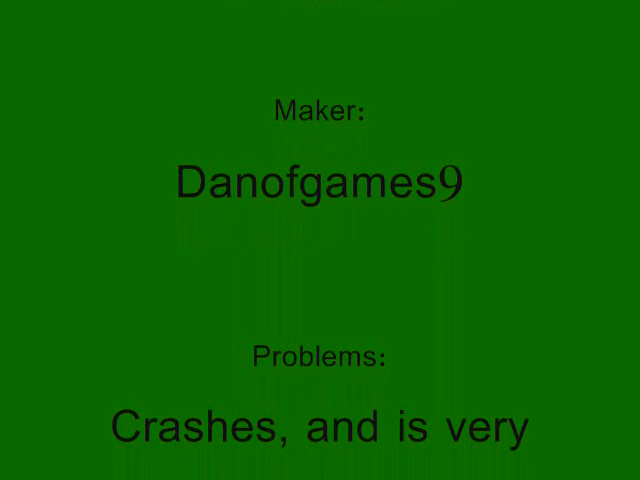 Maker:
Danofgames9
Problems:
Crashes, and is very